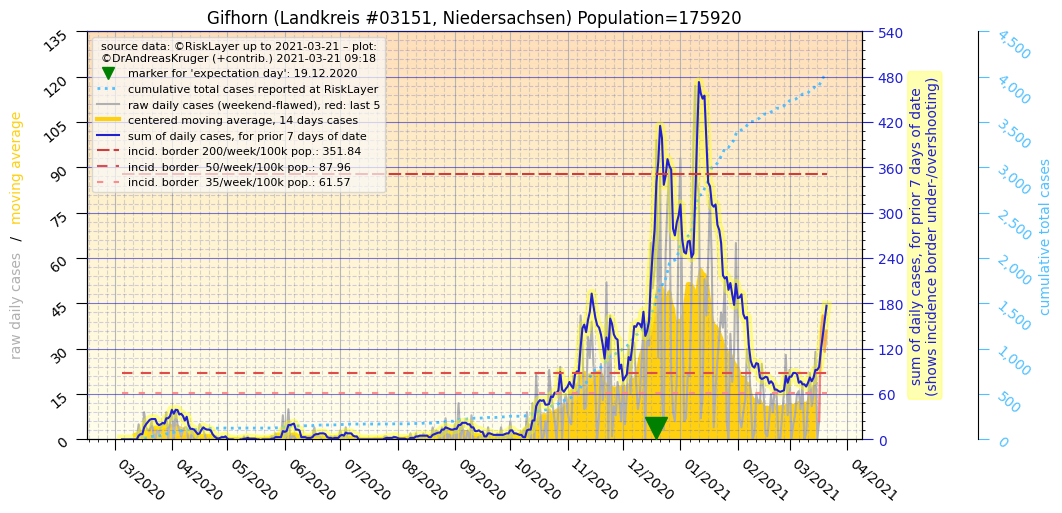 Gifhorn (Landkreis #03151, Niedersachsen) Population=175920
source data: ©RiskLayer up to 2021-03-21 – plot:
©DrAndreasKruger (+contrib.) 2021-03-21 09:18
marker for 'expectation day': 19.12.2020
cumulative total cases reported at RiskLayer
raw daily cases (weekend-flawed), red: last 5
centered moving average, 14 days cases
sum of daily cases, for prior 7 days of date
incid. border 200/week/100k pop.: 351.84
incid. border  50/week/100k pop.: 87.96
incid. border  35/week/100k pop.: 61.57
raw daily cases / moving average
135
120
105
90
75
60
45
30
15
0
540
480
420
360
300
240
180
120
60
0
sum of daily cases, for prior 7 days of date
(shows incidence border under-/overshooting)
4,500
4,000
3,500
3,000
2,500
2,000
1,500
1,000
500
0
cumulative total cases
03/2020
04/2020
05/2020
06/2020
07/2020
08/2020
09/2020
10/2020
11/2020
12/2020
01/2021
02/2021
03/2021
04/2021